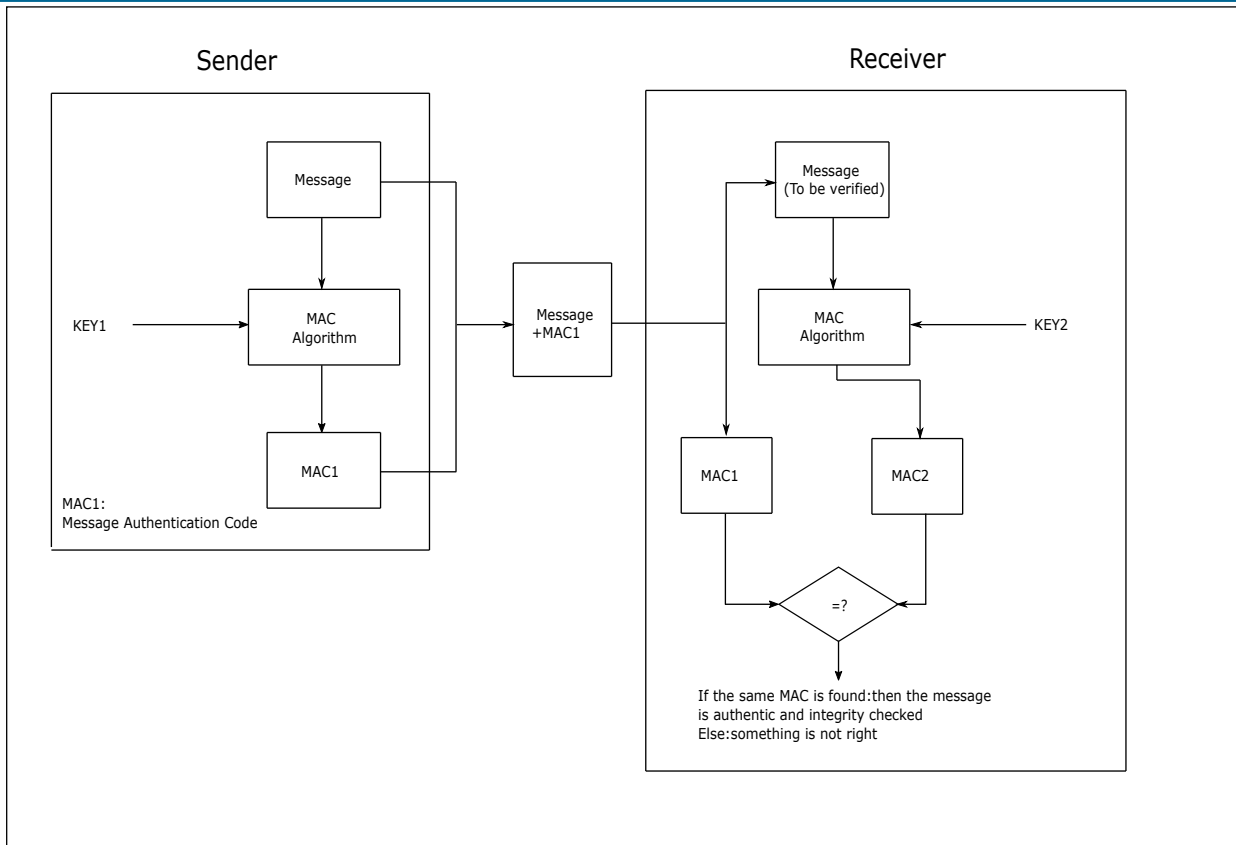 Sender
Receiver
Message
KEY1
MAC
Algorithm
MAC1
MAC1:
Message Authentication Code
Message
+MAC1
Message
(To be verified)
MAC
Algorithm
KEY2
MAC1
MAC2
=?
If the same MAC is found:then the message
is authentic and integrity checked
Else:something is not right